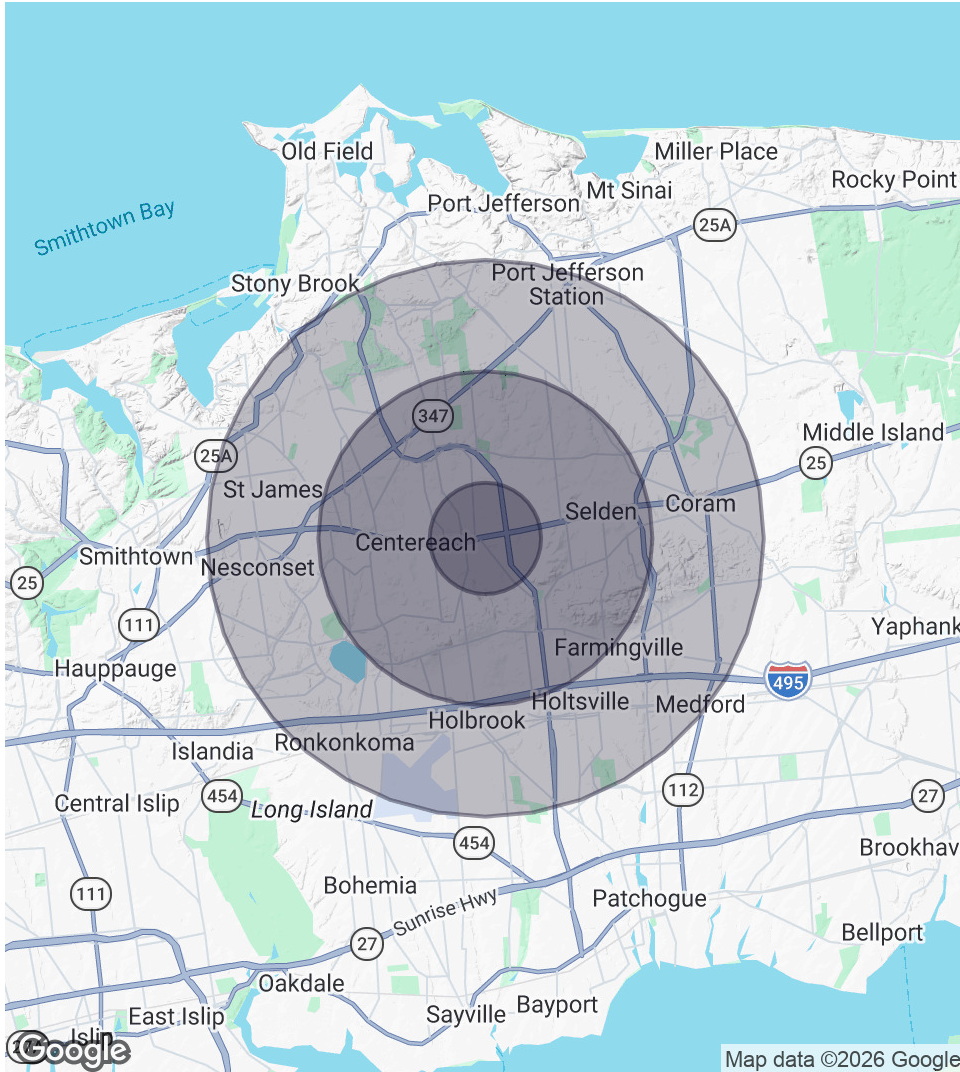 Old Field
Miller Place
Rocky Point
Mt Sinai
Port Jefferson
Smithtown Bay
25A
Port Jefferson
Station
Stony Brook
347
Middle Island
25A
25
St James
Selden
Coram
Centereach
Smithtown
Nesconset
25
111
Yaphank
Farmingville
Hauppauge
495
Holtsville
Medford
Holbrook
Ronkonkoma
Islandia
112
454
27
Central Islip
Long Island
454
Brookhav
Bohemia
111
Patchogue
Sunrise Hwy
27
Bellport
Oakdale
Bayport
Sayville
East Islip
Islip
Google
Map data ©2026 Google